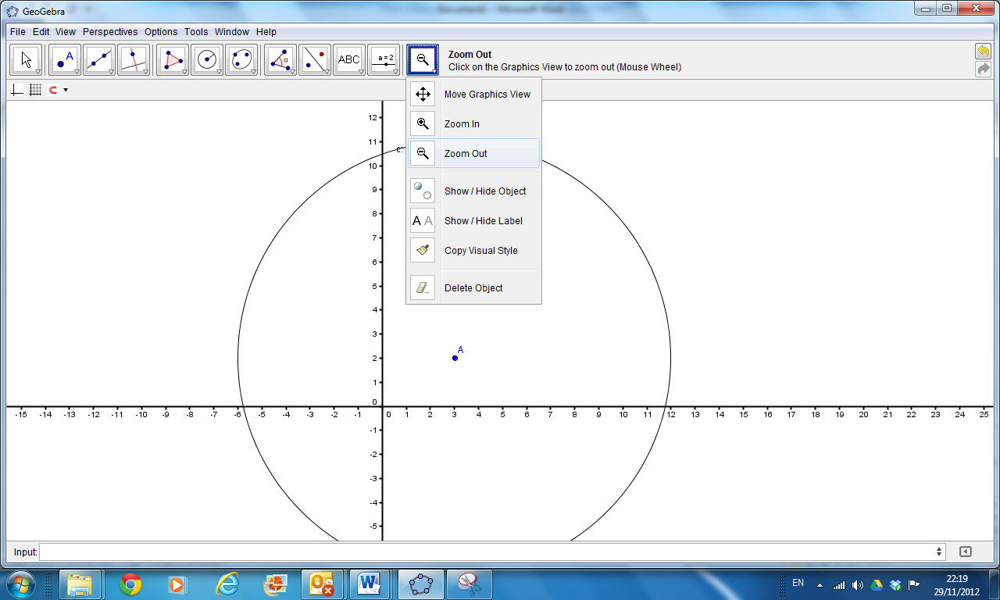 GeoGebra
File Edit View Perspectives Options Tools Window Help
A α ABC a = 2
Zoom Out
Click on the Graphics View to zoom out (Mouse Wheel)
Move Graphics View
Zoom In
Zoom Out
Show / Hide Object
A A Show / Hide Label
Copy Visual Style
Delete Object
12
11
c:
10
9
8
7
6
5
4
3
A
2
1
0
-15 -14 -13 -12 -11 -10 -9 -8 -7 -6 -5 -4 -3 -2 -1 0 1 2 3 4 5 6 7 8 9 10 11 12 13 14 15 16 17 18 19 20 21 22 23 24 25
-1
-2
-3
-4
-5
Input:
EN
22:19
29/11/2012